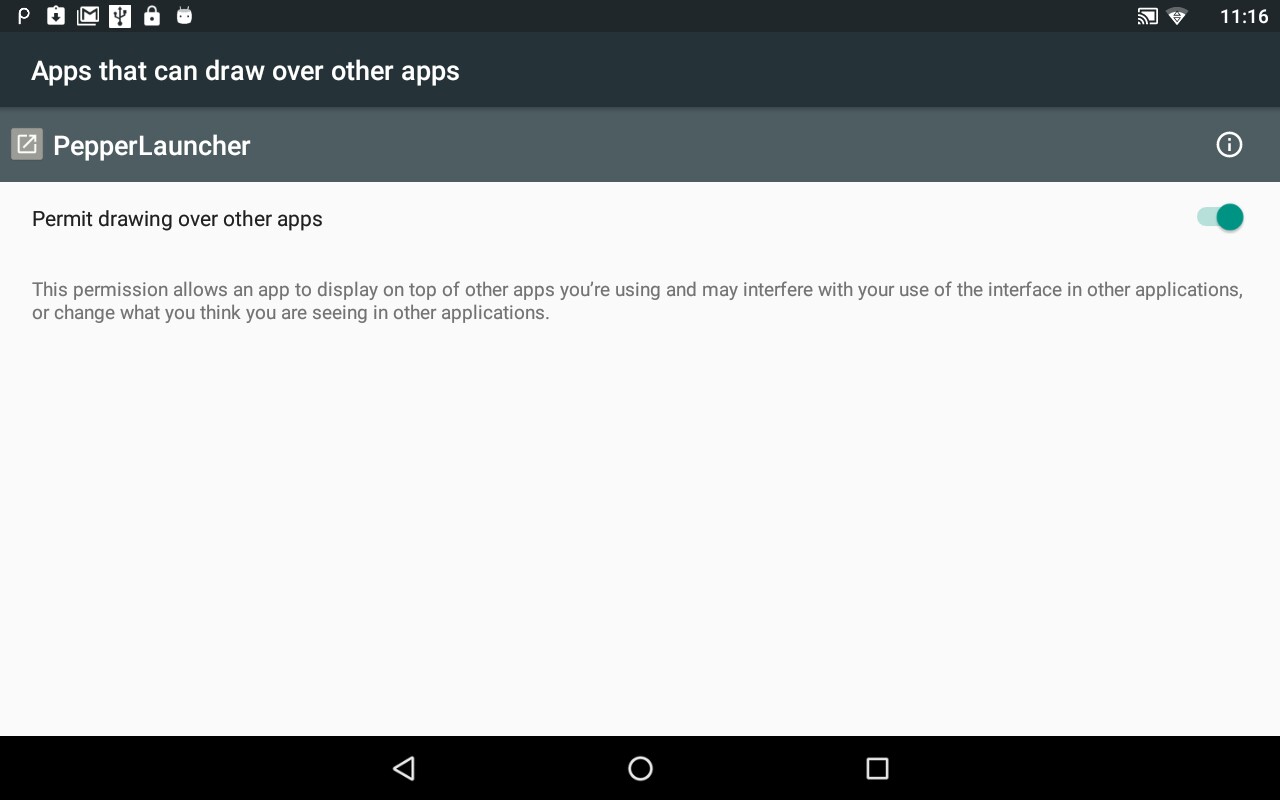 11:16
Apps that can draw over other apps
PepperLauncher
Permit drawing over other apps
This permission allows an app to display on top of other apps you’re using and may interfere with your use of the interface in other applications,
or change what you think you are seeing in other applications.